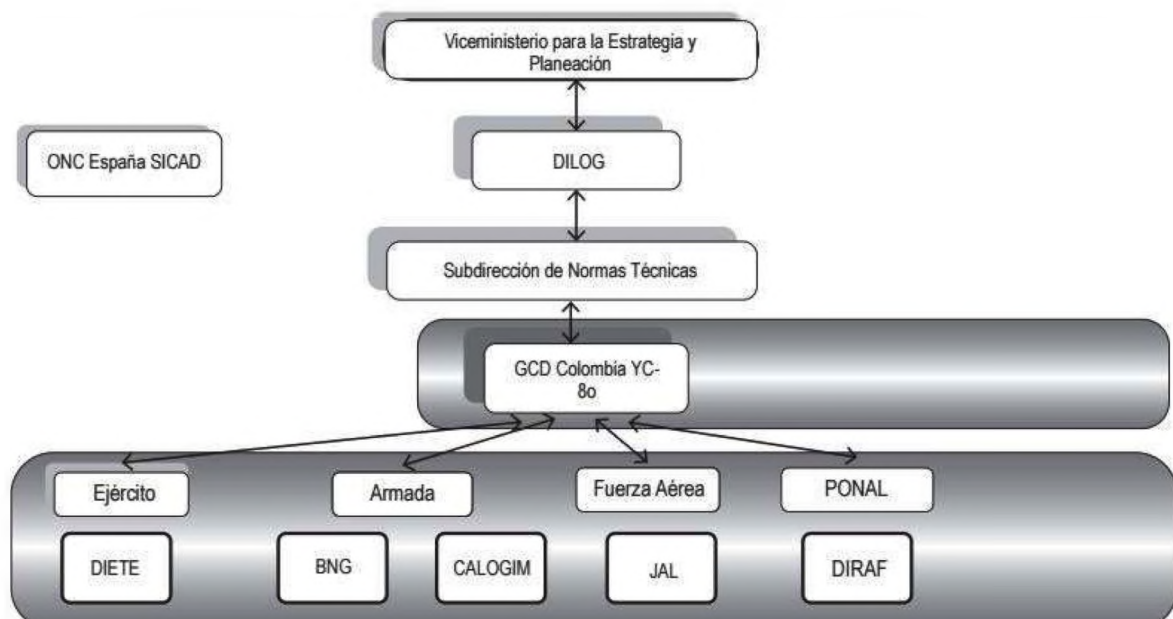 Viceministerio para la Estrategia y
Planeación
ONC España SICAD
DILOG
Subdirección de Normas Técnicas
GCD Colombia YC-
8o
Ejército
Armada
Fuerza Aérea
PONAL
DIETE
BNG
CALOGIM
JAL
DIRAF